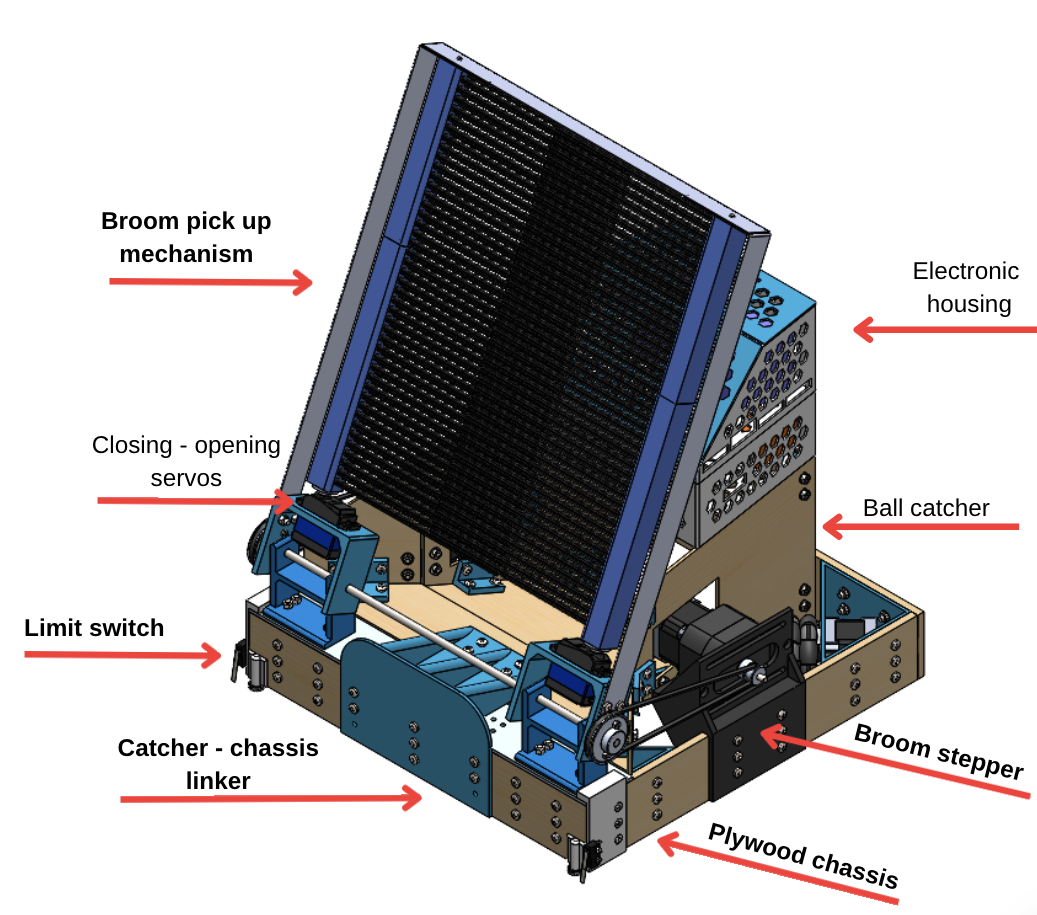 Broom pick up
mechanism
Electronic
housing
Closing - opening
servos
Ball catcher
Limit switch
Catcher - chassis
linker
Broom stepper
Plywood chassis